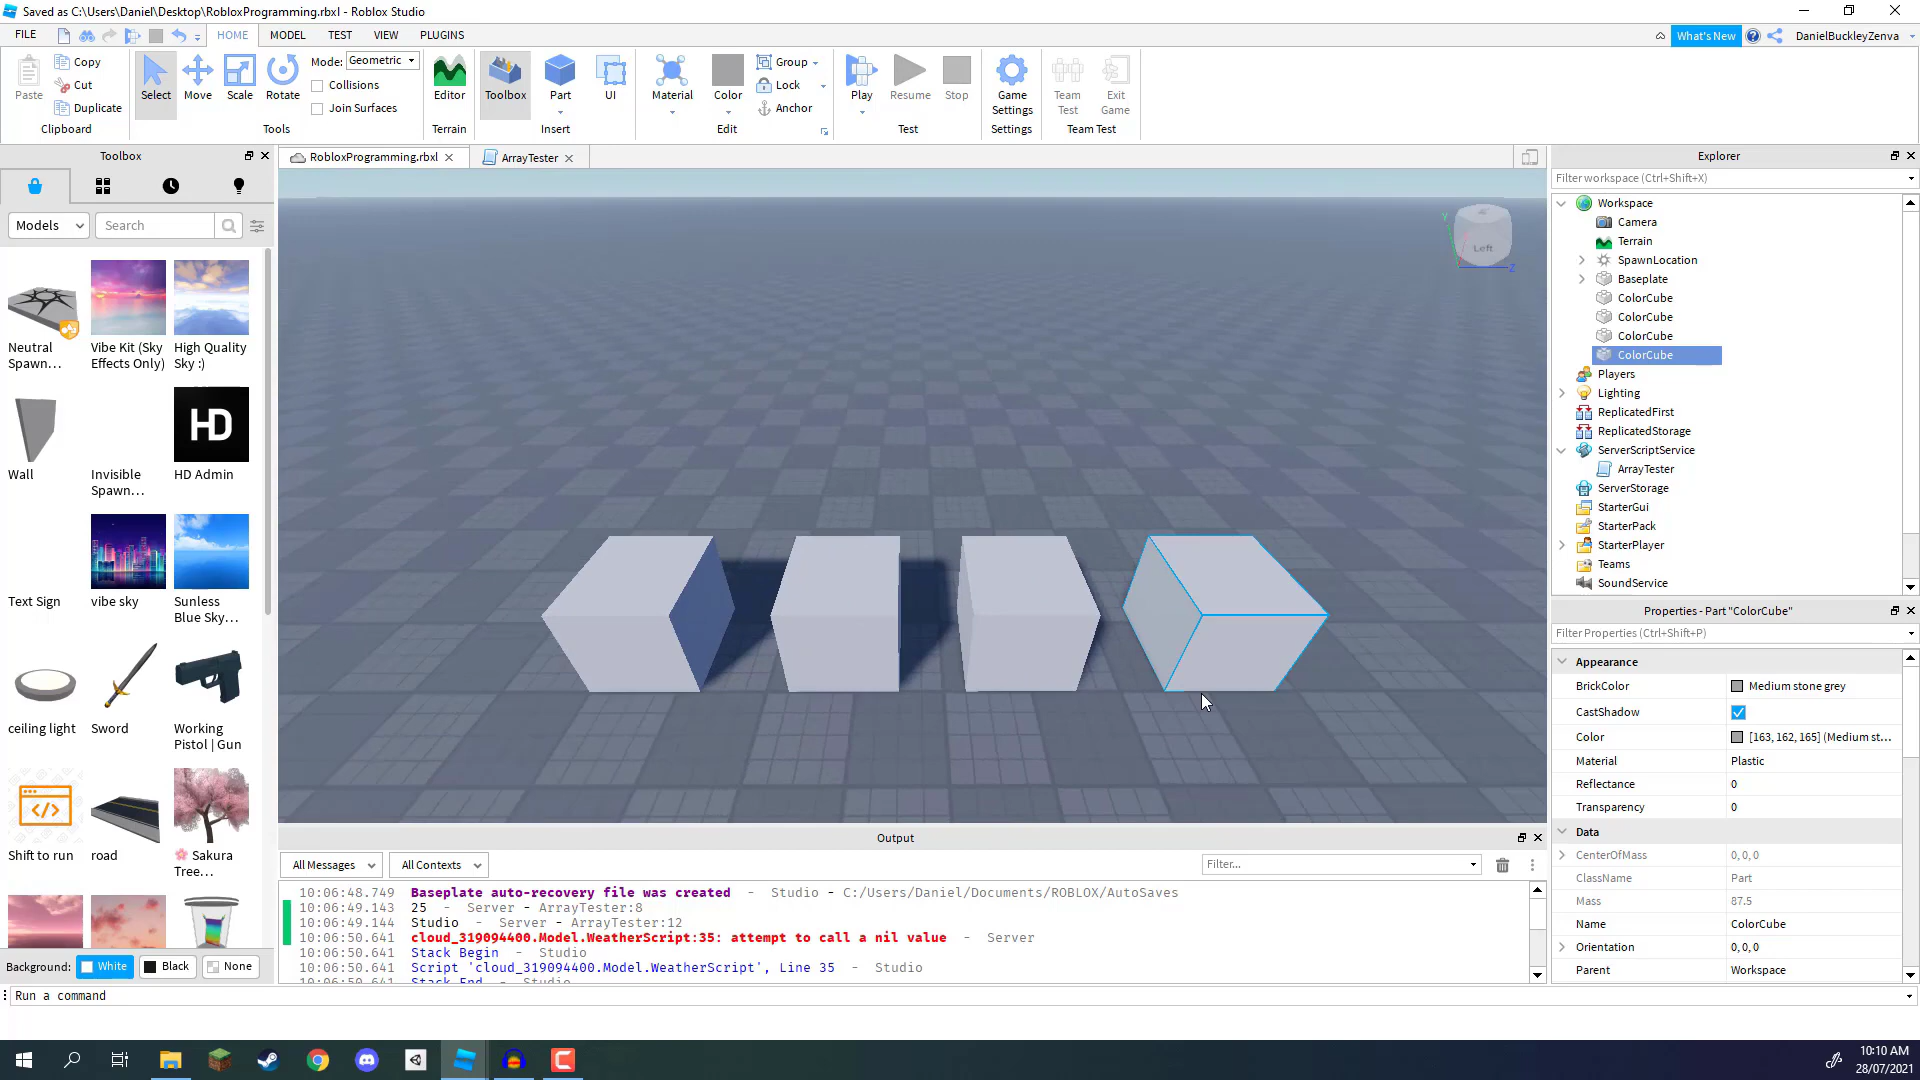 Saved as C:\Users\Daniel\Desktop\RobloxProgramming.rbxl - Roblox Studio
FILE HOME MODEL TEST VIEW PLUGINS What's New DanielBuckleyZenva
Paste Copy Cut Duplicate Clipboard
Select Move Scale Rotate Mode: Geometric Collisions Join Surfaces Tools
Editor Terrain
Toolbox Part UI Insert
Material Color Group Lock Anchor Edit
Play Resume Stop Test
Game Settings Settings
Team Test Exit Game Team Test
Toolbox
Models Search
Neutral Spawn... Vibe Kit (Sky Effects Only) High Quality Sky :)
Wall Invisible Spawn... HD Admin
HD
Text Sign vibe sky Sunless Blue Sky...
ceiling light Sword Working Pistol | Gun
Shift to run road 🌸 Sakura Tree...
Background: White Black None
RobloxProgramming.rbxl ArrayTester
Y Left Z
Output
All Messages All Contexts Filter...
10:06:48.749 Baseplate auto-recovery file was created - Studio - C:/Users/Daniel/Documents/ROBLOX/AutoSaves
10:06:49.143 25 - Server - ArrayTester:8
10:06:49.144 Studio - Server - ArrayTester:12
10:06:50.641 cloud_319094400.Model.WeatherScript:35: attempt to call a nil value - Server
10:06:50.641 Stack Begin - Studio
10:06:50.641 Script 'cloud_319094400.Model.WeatherScript', Line 35 - Studio
10:06:50.641 Stack End - Studio
Run a command
Explorer
Filter workspace (Ctrl+Shift+X)
Workspace
Camera
Terrain
SpawnLocation
Baseplate
ColorCube
ColorCube
ColorCube
ColorCube
Players
Lighting
ReplicatedFirst
ReplicatedStorage
ServerScriptService
ArrayTester
ServerStorage
StarterGui
StarterPack
StarterPlayer
Teams
SoundService
Properties - Part "ColorCube"
Filter Properties (Ctrl+Shift+P)
Appearance
BrickColor Medium stone grey
CastShadow
Color [163, 162, 165] (Medium st...
Material Plastic
Reflectance 0
Transparency 0
Data
CenterOfMass 0, 0, 0
ClassName Part
Mass 87.5
Name ColorCube
Orientation 0, 0, 0
Parent Workspace
10:10 AM
28/07/2021